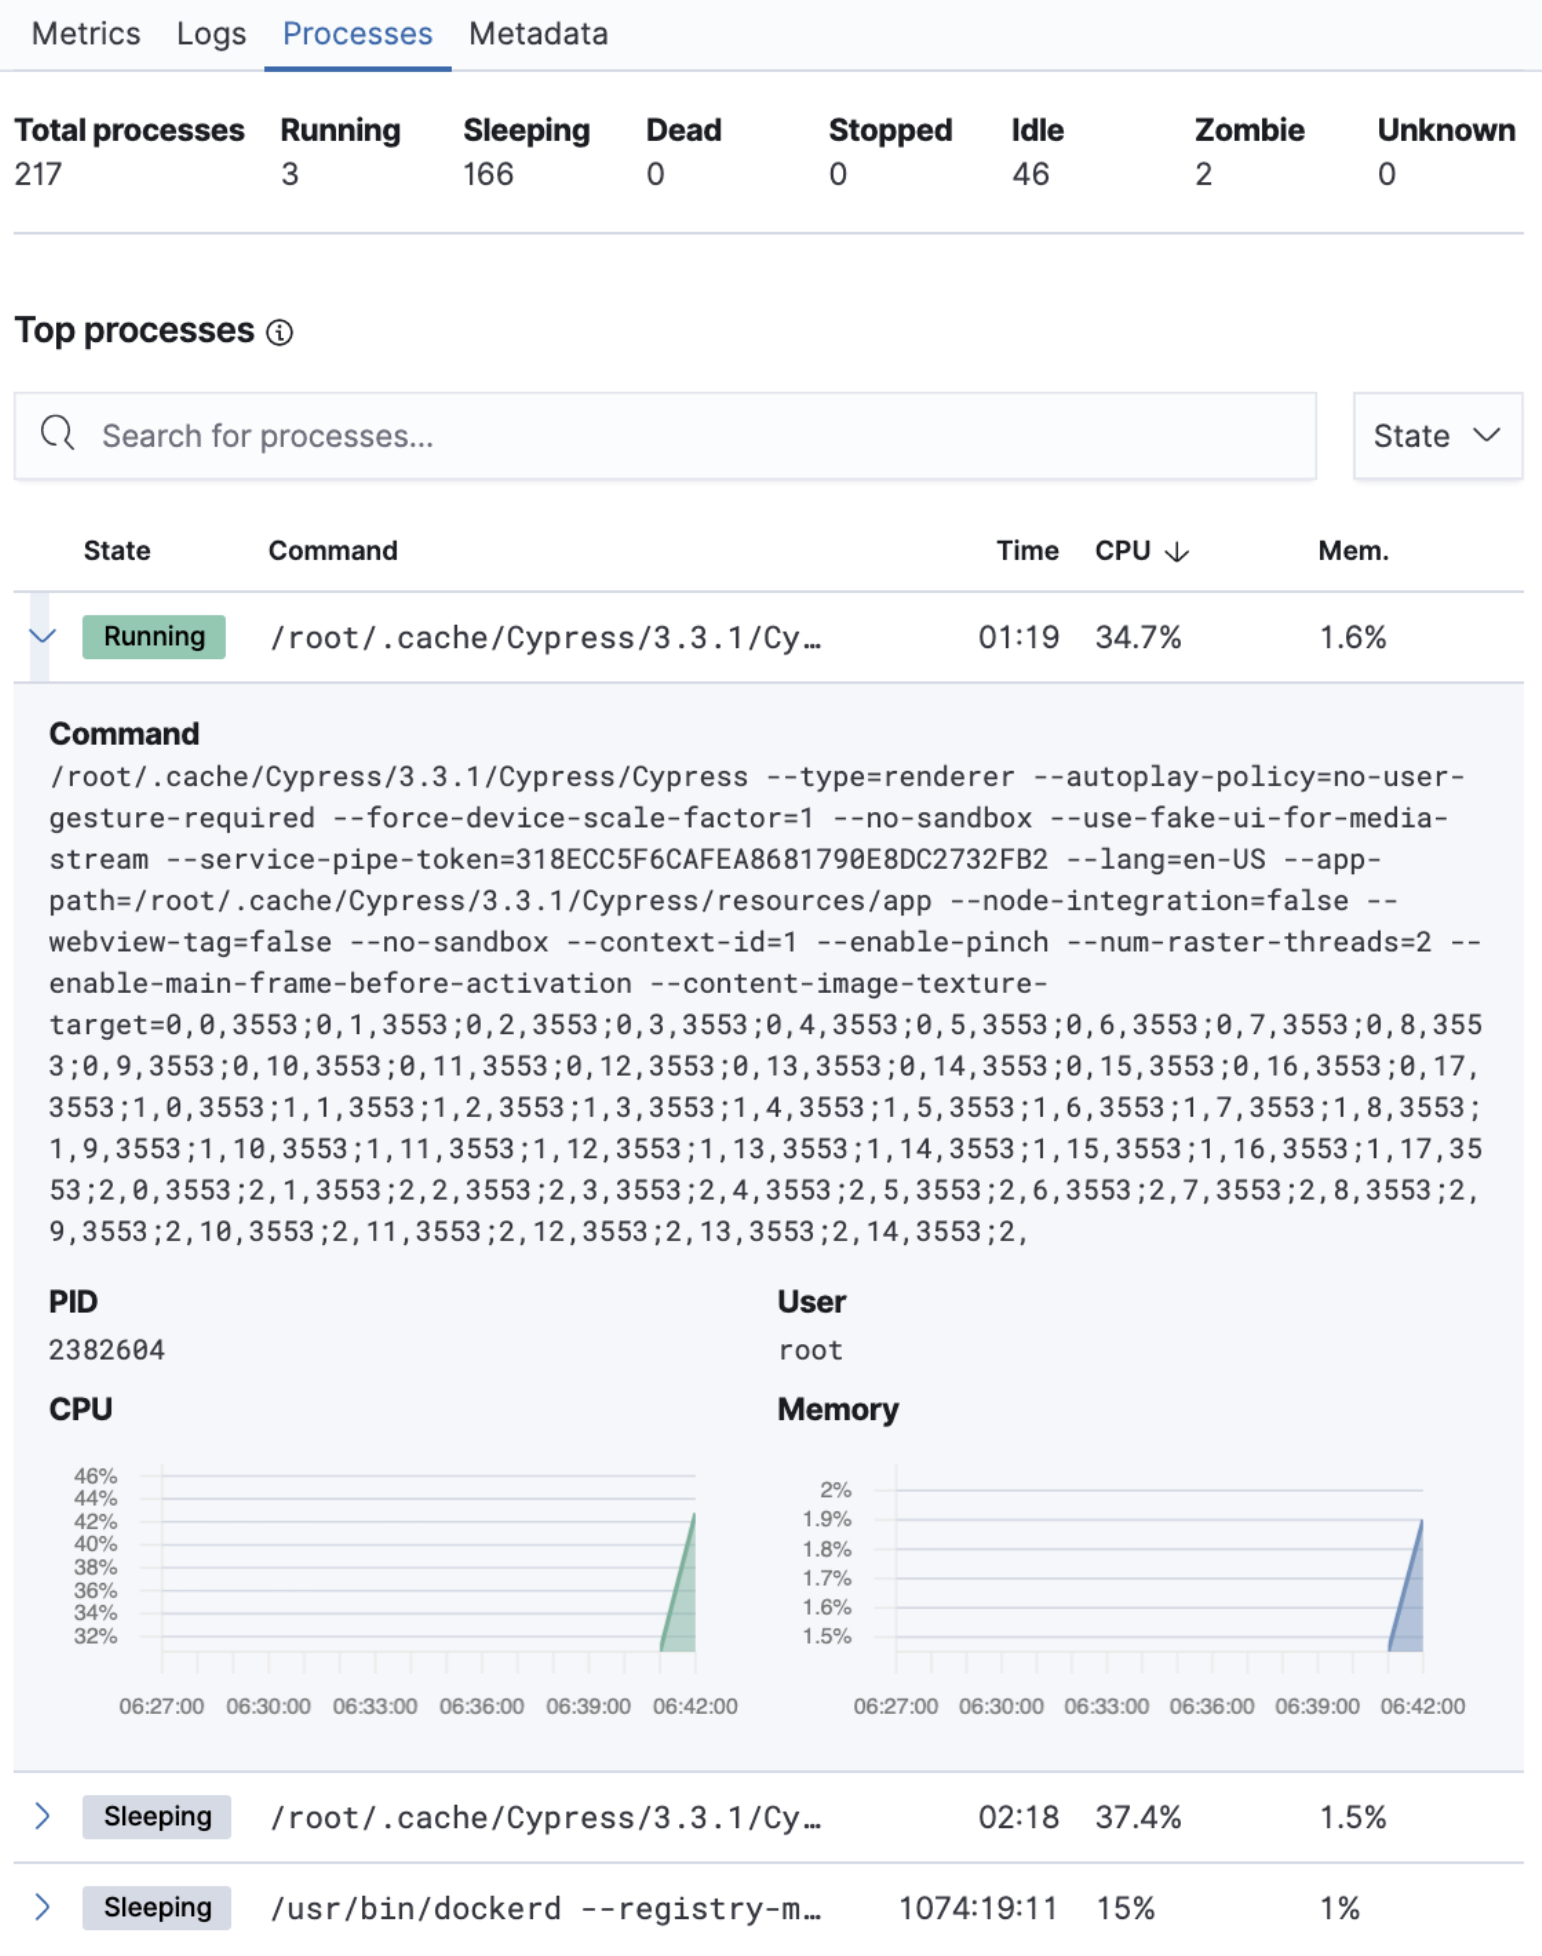 Metrics Logs Processes Metadata
Total processes Running Sleeping Dead Stopped Idle Zombie Unknown
217 3 166 0 0 46 2 0
Top processes
Search for processes...
State
State Command Time CPU Mem.
Running /root/.cache/Cypress/3.3.1/Cy… 01:19 34.7% 1.6%
Command
/root/.cache/Cypress/3.3.1/Cypress/Cypress --type=renderer --autoplay-policy=no-user-
gesture-required --force-device-scale-factor=1 --no-sandbox --use-fake-ui-for-media-
stream --service-pipe-token=318ECC5F6CAFEA8681790E8DC2732FB2 --lang=en-US --app-
path=/root/.cache/Cypress/3.3.1/Cypress/resources/app --node-integration=false --
webview-tag=false --no-sandbox --context-id=1 --enable-pinch --num-raster-threads=2 --
enable-main-frame-before-activation --content-image-texture-
target=0,0,3553;0,1,3553;0,2,3553;0,3,3553;0,4,3553;0,5,3553;0,6,3553;0,7,3553;0,8,355
3;0,9,3553;0,10,3553;0,11,3553;0,12,3553;0,13,3553;0,14,3553;0,15,3553;0,16,3553;0,17,
3553;1,0,3553;1,1,3553;1,2,3553;1,3,3553;1,4,3553;1,5,3553;1,6,3553;1,7,3553;1,8,3553;
1,9,3553;1,10,3553;1,11,3553;1,12,3553;1,13,3553;1,14,3553;1,15,3553;1,16,3553;1,17,35
53;2,0,3553;2,1,3553;2,2,3553;2,3,3553;2,4,3553;2,5,3553;2,6,3553;2,7,3553;2,8,3553;2,
9,3553;2,10,3553;2,11,3553;2,12,3553;2,13,3553;2,14,3553;2,
PID User
2382604 root
CPU Memory
46%
44%
42%
40%
38%
36%
34%
32%
06:27:00 06:30:00 06:33:00 06:36:00 06:39:00 06:42:00
2%
1.9%
1.8%
1.7%
1.6%
1.5%
06:27:00 06:30:00 06:33:00 06:36:00 06:39:00 06:42:00
Sleeping /root/.cache/Cypress/3.3.1/Cy… 02:18 37.4% 1.5%
Sleeping /usr/bin/dockerd --registry-m… 1074:19:11 15% 1%